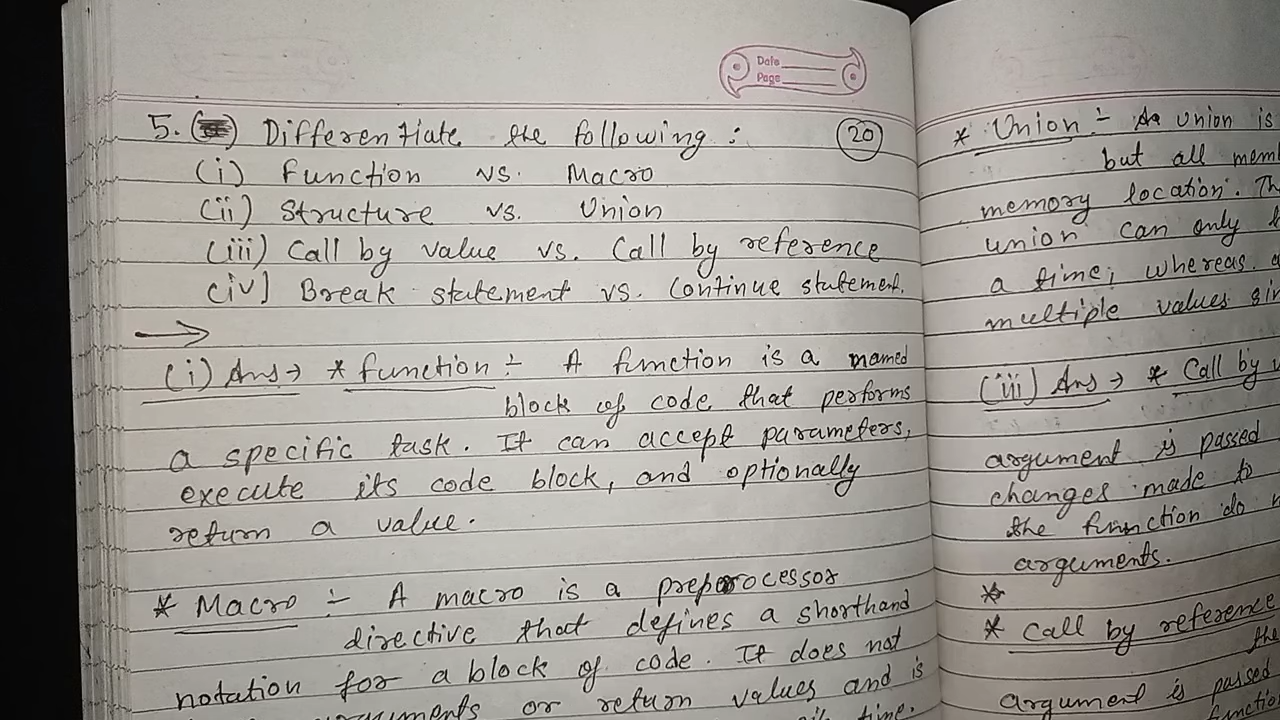 Date
Page
5. Differentiate the following : 20
(i) Function vs. Macro
(ii) Structure vs. Union
(iii) Call by value vs. Call by reference
(iv) Break statement vs. Continue statement.
(i) Ans → * function :- A function is a named
block of code that performs
a specific task. It can accept parameters,
execute its code block, and optionally
return a value.
* Macro :- A macro is a preprocessor
directive that defines a shorthand
notation for a block of code. It does not
or return values and is
time.
* Union :- Union is
but all
memory location.
union can only
a time, whereas
multiple values
(iii) Ans → * Call by
argument is passed
changes made to
the function do
arguments.
*
* Call by reference
the
argument is passed